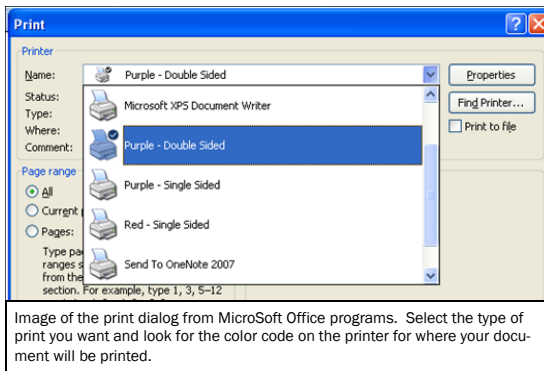 Print
Printer
Name:
Purple - Double Sided
Properties
Status:
Microsoft XPS Document Writer
Find Printer...
Type:
Where:
Purple - Double Sided
Print to file
Comment:
Page range
Purple - Single Sided
All
Current
Red - Single Sided
Pages:
Type
ranges
Send To OneNote 2007
from the
section. For example, type 1, 3, 5–12
Image of the print dialog from MicroSoft Office programs. Select the type of
print you want and look for the color code on the printer for where your docu-
ment will be printed.